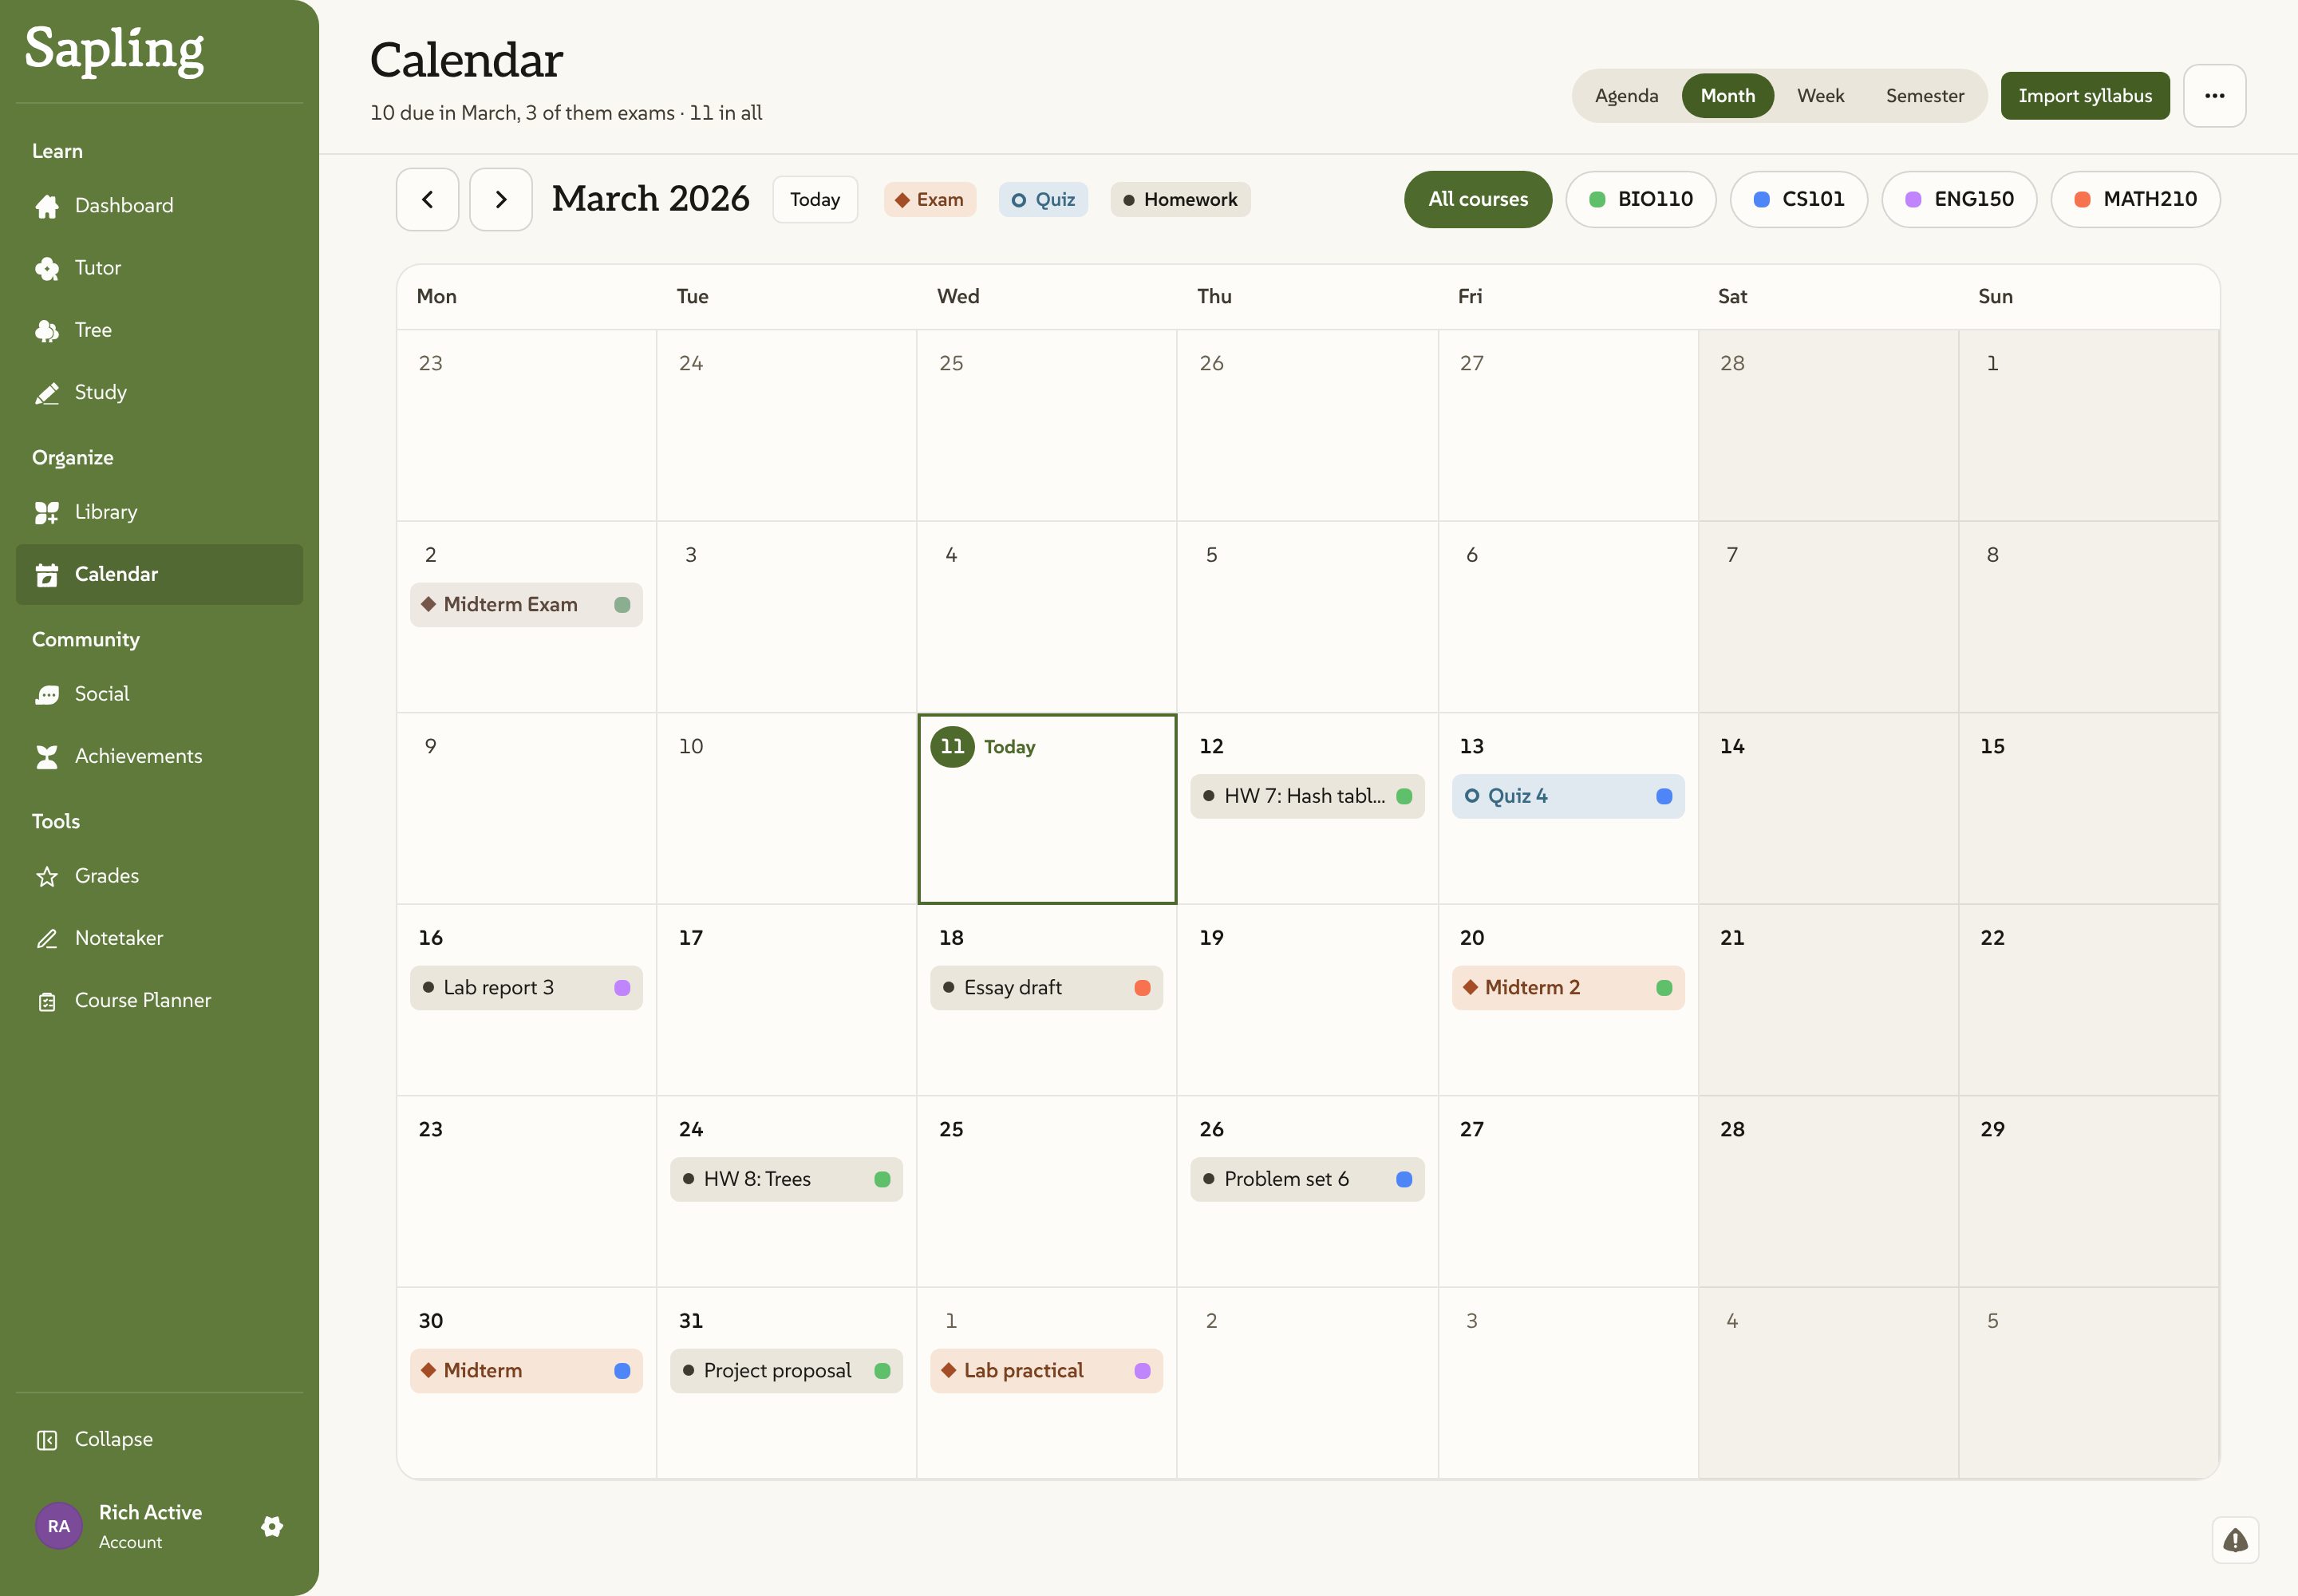 Sapling
Learn
Dashboard
Tutor
Tree
Study
Organize
Library
Calendar
Community
Social
Achievements
Tools
Grades
Notetaker
Course Planner
Collapse
RA
Rich Active
Account
Calendar
10 due in March, 3 of them exams · 11 in all
Agenda Month Week Semester Import syllabus
March 2026 Today Exam Quiz Homework All courses BIO110 CS101 ENG150 MATH210
Mon Tue Wed Thu Fri Sat Sun
23 24 25 26 27 28 1
2 3 4 5 6 7 8
Midterm Exam
9 10 11 Today 12 13 14 15
HW 7: Hash tabl... Quiz 4
16 17 18 19 20 21 22
Lab report 3 Essay draft Midterm 2
23 24 25 26 27 28 29
HW 8: Trees Problem set 6
30 31 1 2 3 4 5
Midterm Project proposal Lab practical